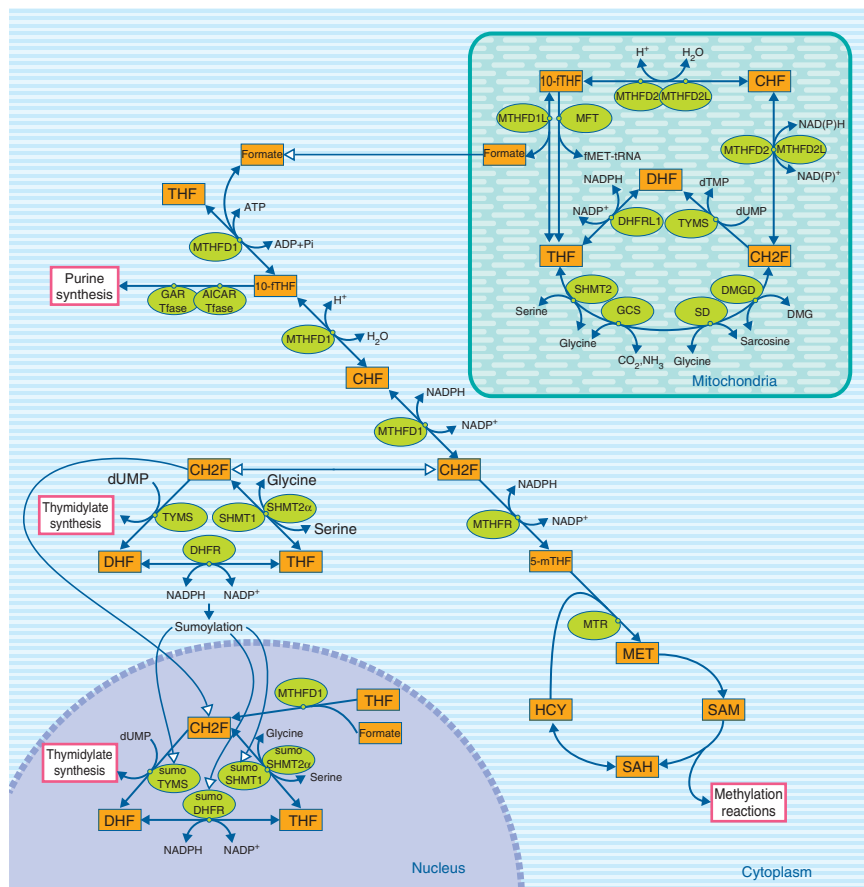 H⁺
H₂O
10-fTHF
CHF
MTHFD2
MTHFD2L
MTHFD1L
MFT
NAD(P)H
MTHFD2
MTHFD2L
NAD(P)⁺
Formate
Formate
fMET-tRNA
NADPH
DHF
dTMP
THF
ATP
NADP⁺
DHFRL1
TYMS
dUMP
MTHFD1
ADP+Pi
THF
CH2F
Purine
synthesis
GAR
Tfase
AICAR
Tfase
10-fTHF
SHMT2
DMGD
Serine
GCS
SD
DMG
H⁺
MTHFD1
H₂O
Glycine
Sarcosine
CO₂,NH₃
Glycine
Mitochondria
CHF
NADPH
MTHFD1
NADP⁺
CH2F
CH2F
dUMP
Glycine
NADPH
Thymidylate
synthesis
TYMS
SHMT1
SHMT2α
Serine
MTHFR
NADP⁺
DHF
DHFR
THF
5-mTHF
NADPH
NADP⁺
Sumoylation
MTR
MET
MTHFD1
THF
HCY
SAM
CH2F
Formate
dUMP
Glycine
Thymidylate
synthesis
sumo
TYMS
sumo
SHMT1
sumo
SHMT2α
Serine
SAH
sumo
DHFR
DHF
THF
Methylation
reactions
NADPH
NADP⁺
Nucleus
Cytoplasm